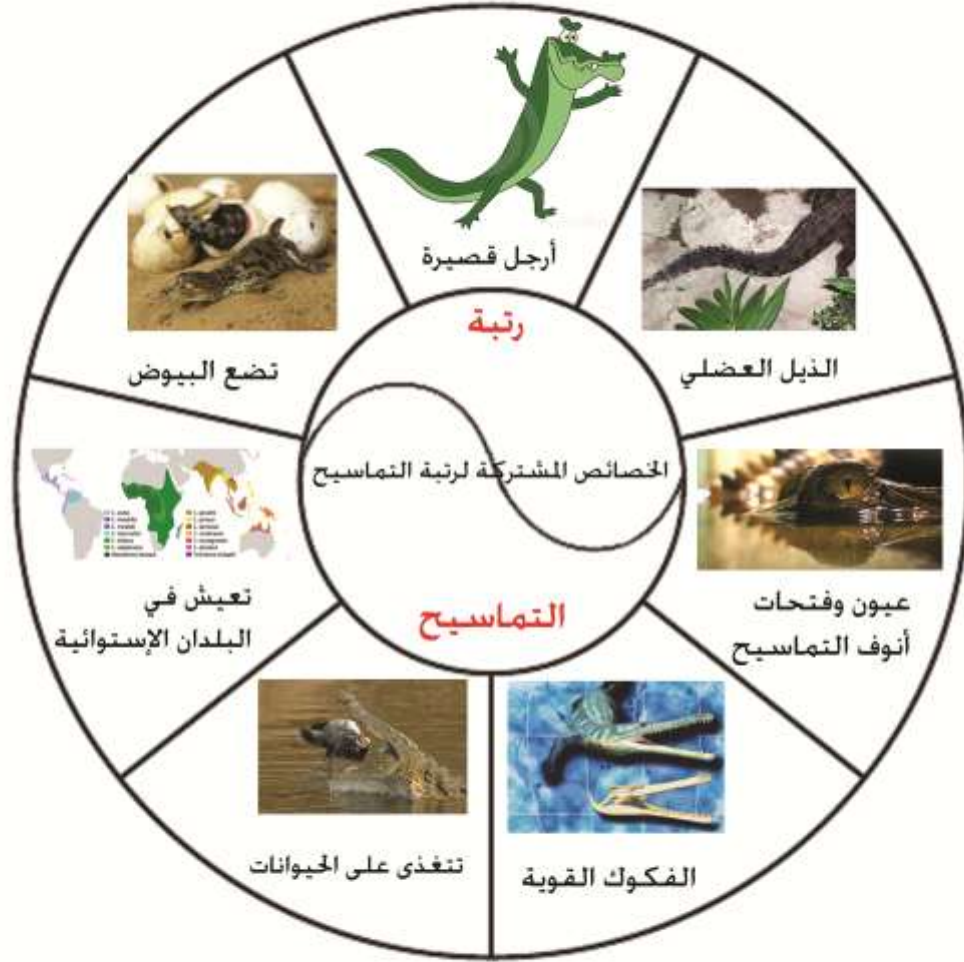 أرجل قصيرة
الذيل العضلي
عيون وفتحات
أنوف التماسيح
الفكوك القوية
تتغذى على الحيوانات
تعيش في
البلدان الإستوائية
تضع البيوض
رتبة
الخصائص المشتركة لرتبة التماسيح
التماسيح